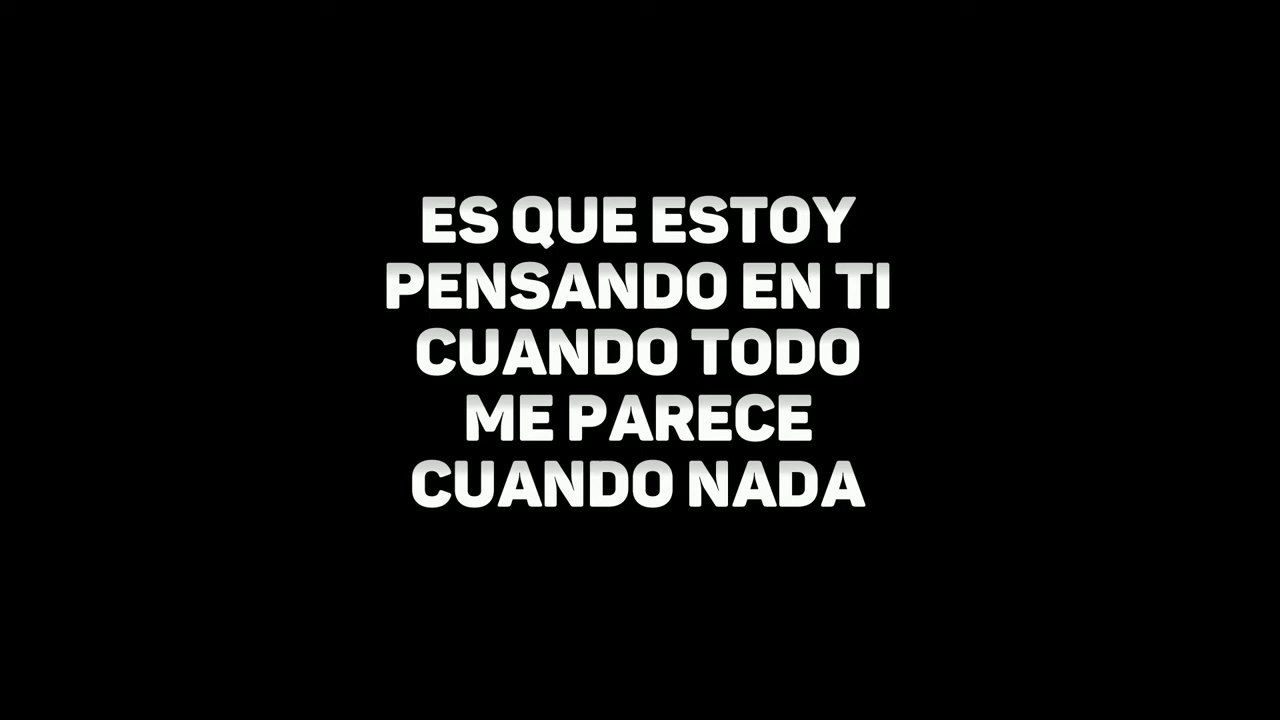 ES QUE ESTOY
PENSANDO EN TI
CUANDO TODO
ME PARECE
CUANDO NADA